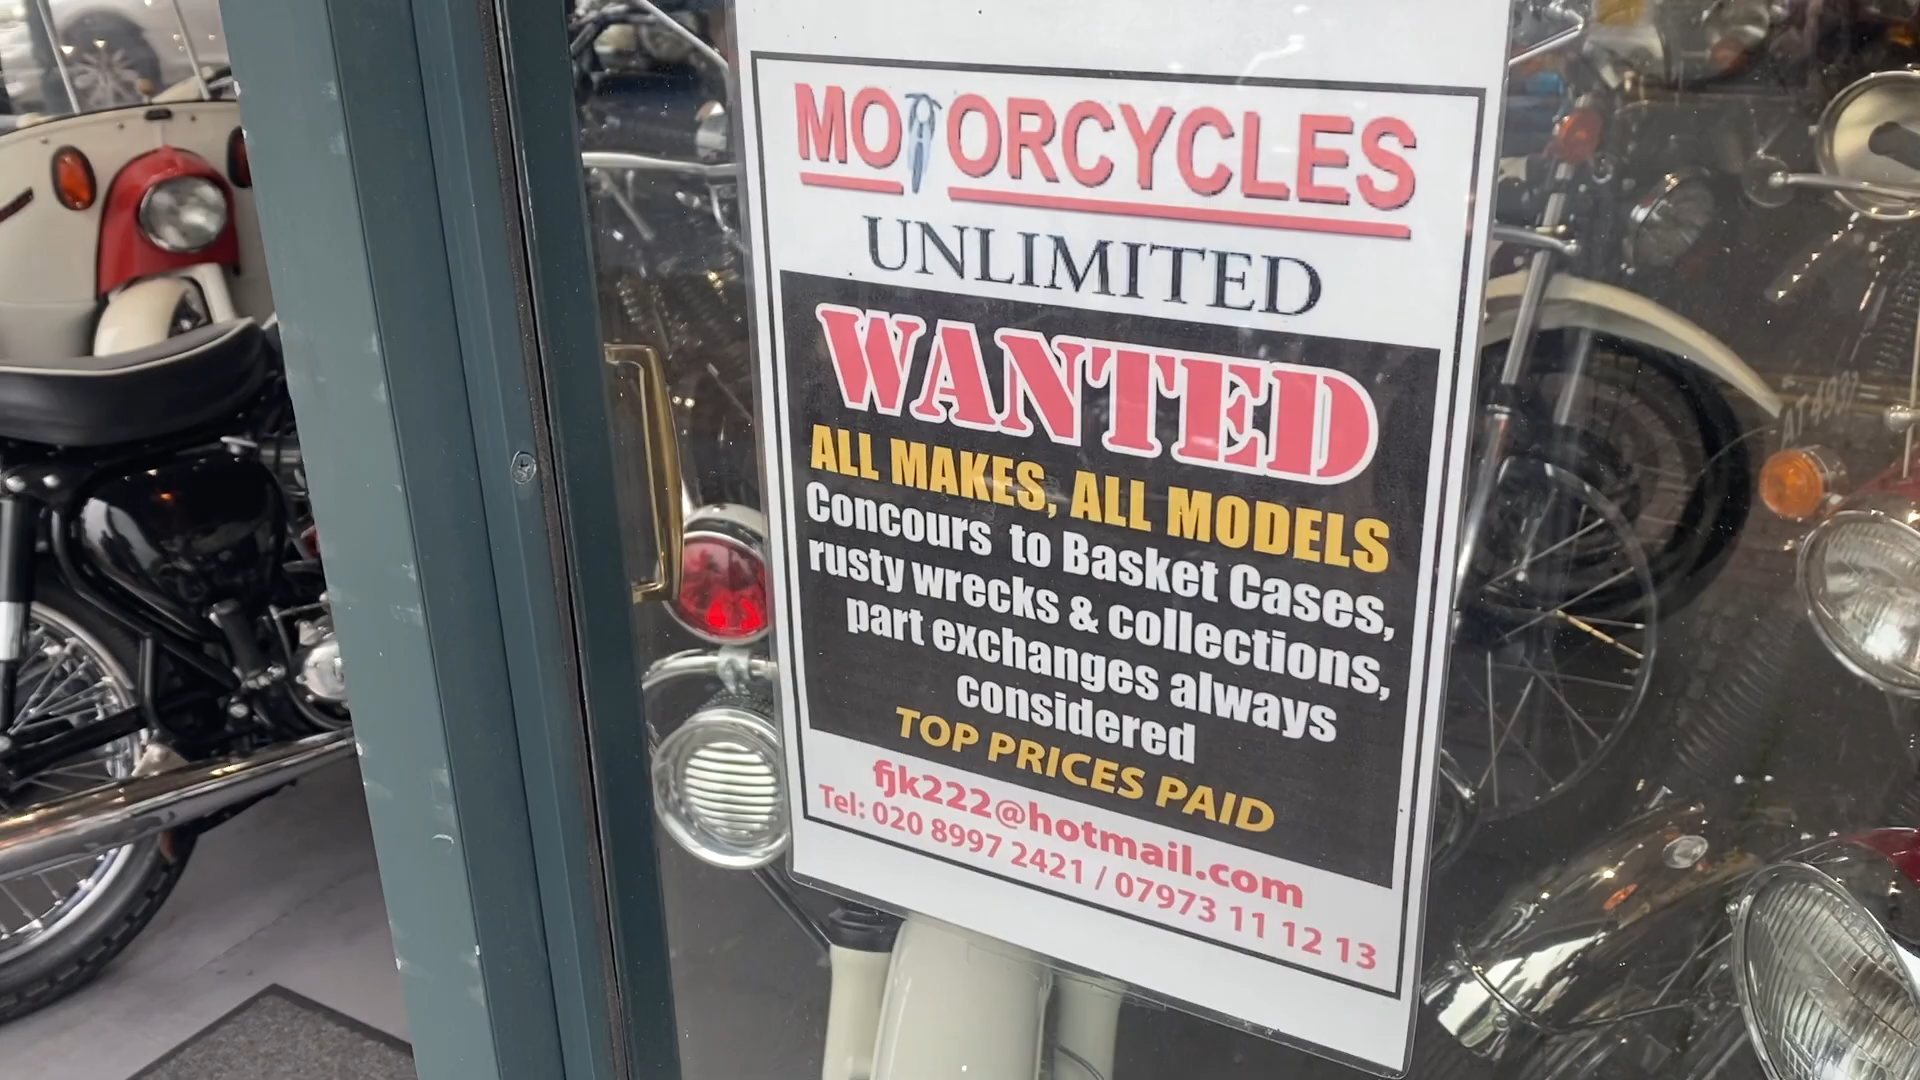 MOTORCYCLES
UNLIMITED
WANTED
ALL MAKES, ALL MODELS
Concours to Basket Cases,
rusty wrecks & collections,
part exchanges always
considered
TOP PRICES PAID
fjk222@hotmail.com
Tel: 020 8997 2421 / 07973 11 12 13